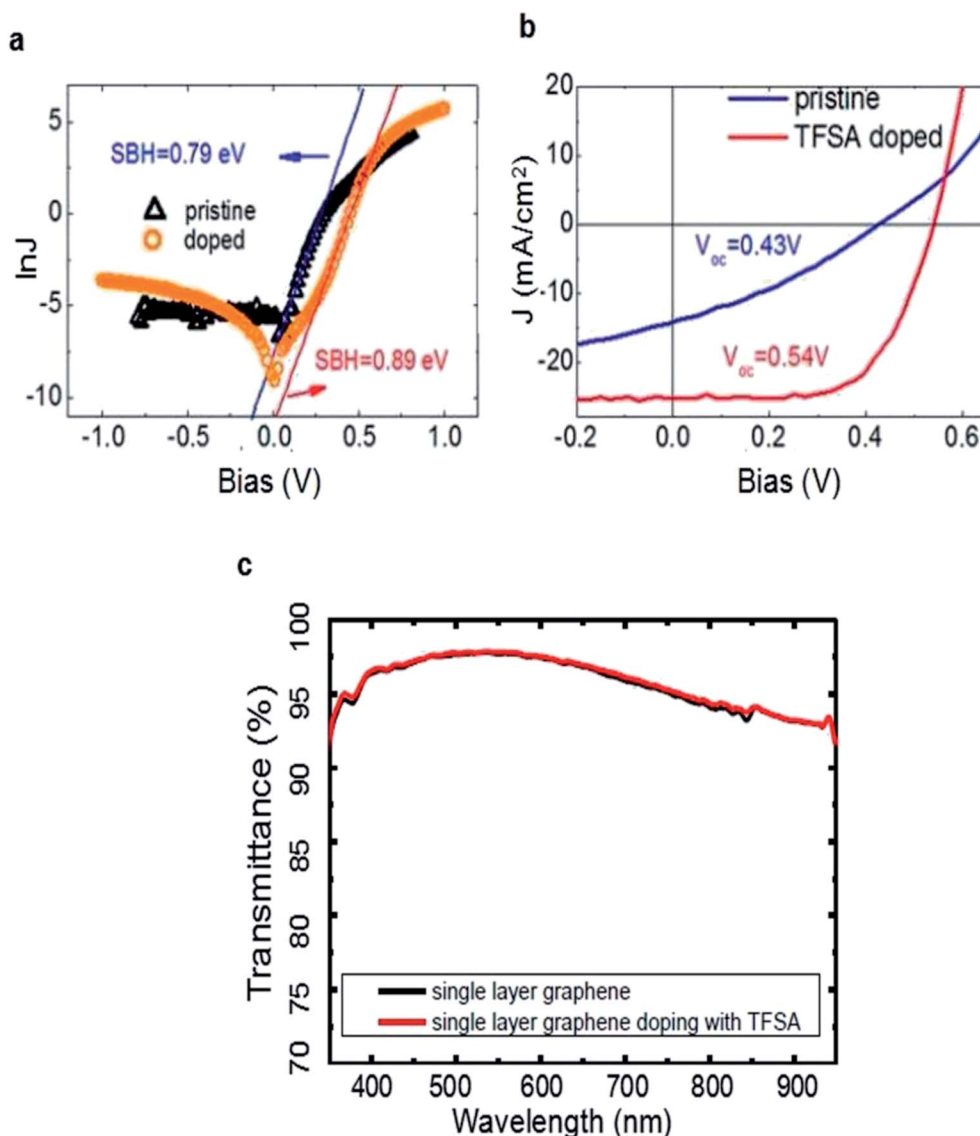 a
lnJ
5
0
-5
-10
SBH=0.79 eV
pristine
doped
SBH=0.89 eV
-1.0 -0.5 0.0 0.5 1.0
Bias (V)
b
J (mA/cm²)
20
10
0
-10
-20
pristine
TFSA doped
Voc=0.43V
Voc=0.54V
-0.2 0.0 0.2 0.4 0.6
Bias (V)
c
Transmittance (%)
100
95
90
85
80
75
70
single layer graphene
single layer graphene doping with TFSA
400 500 600 700 800 900
Wavelength (nm)